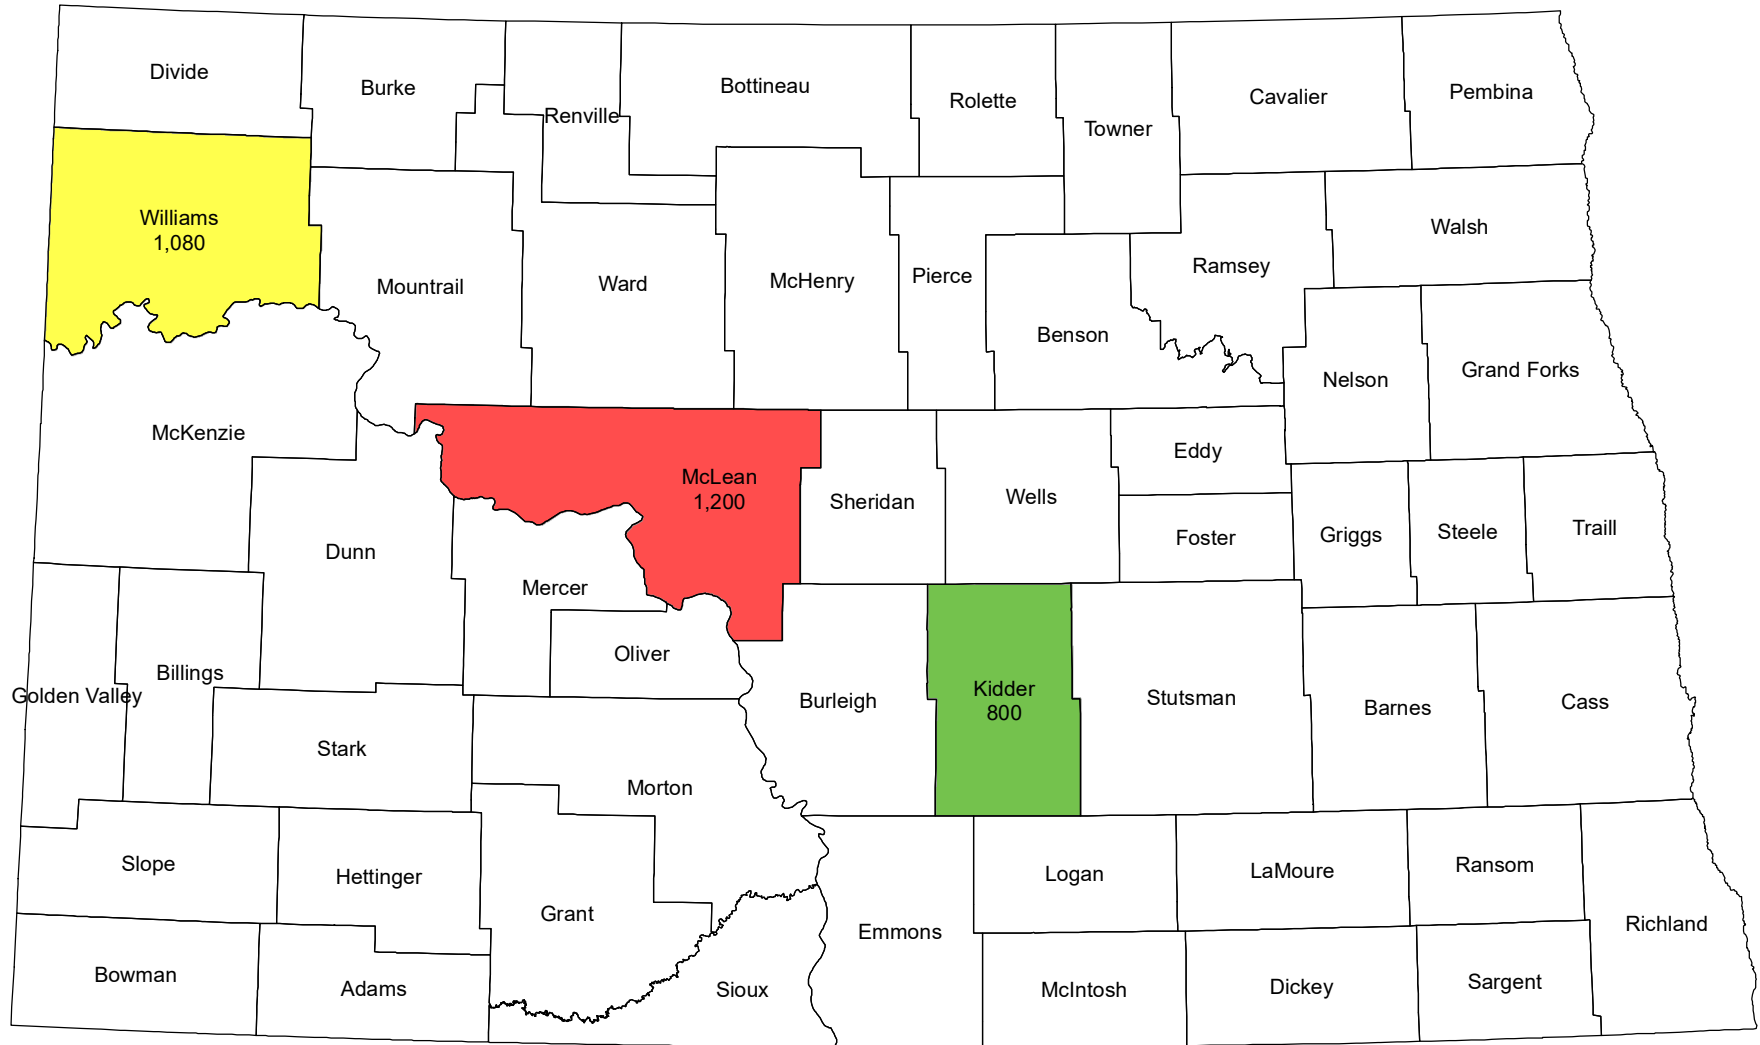 Divide
Burke
Renville
Bottineau
Rolette
Towner
Cavalier
Pembina
Williams
1,080
Mountrail
Ward
McHenry
Pierce
Benson
Ramsey
Walsh
Nelson
Grand Forks
McKenzie
Dunn
McLean
1,200
Sheridan
Wells
Eddy
Foster
Griggs
Steele
Traill
Mercer
Oliver
Golden Valley
Billings
Stark
Morton
Burleigh
Kidder
800
Stutsman
Barnes
Cass
Slope
Hettinger
Grant
Bowman
Adams
Sioux
Emmons
Logan
LaMoure
Ransom
Richland
McIntosh
Dickey
Sargent